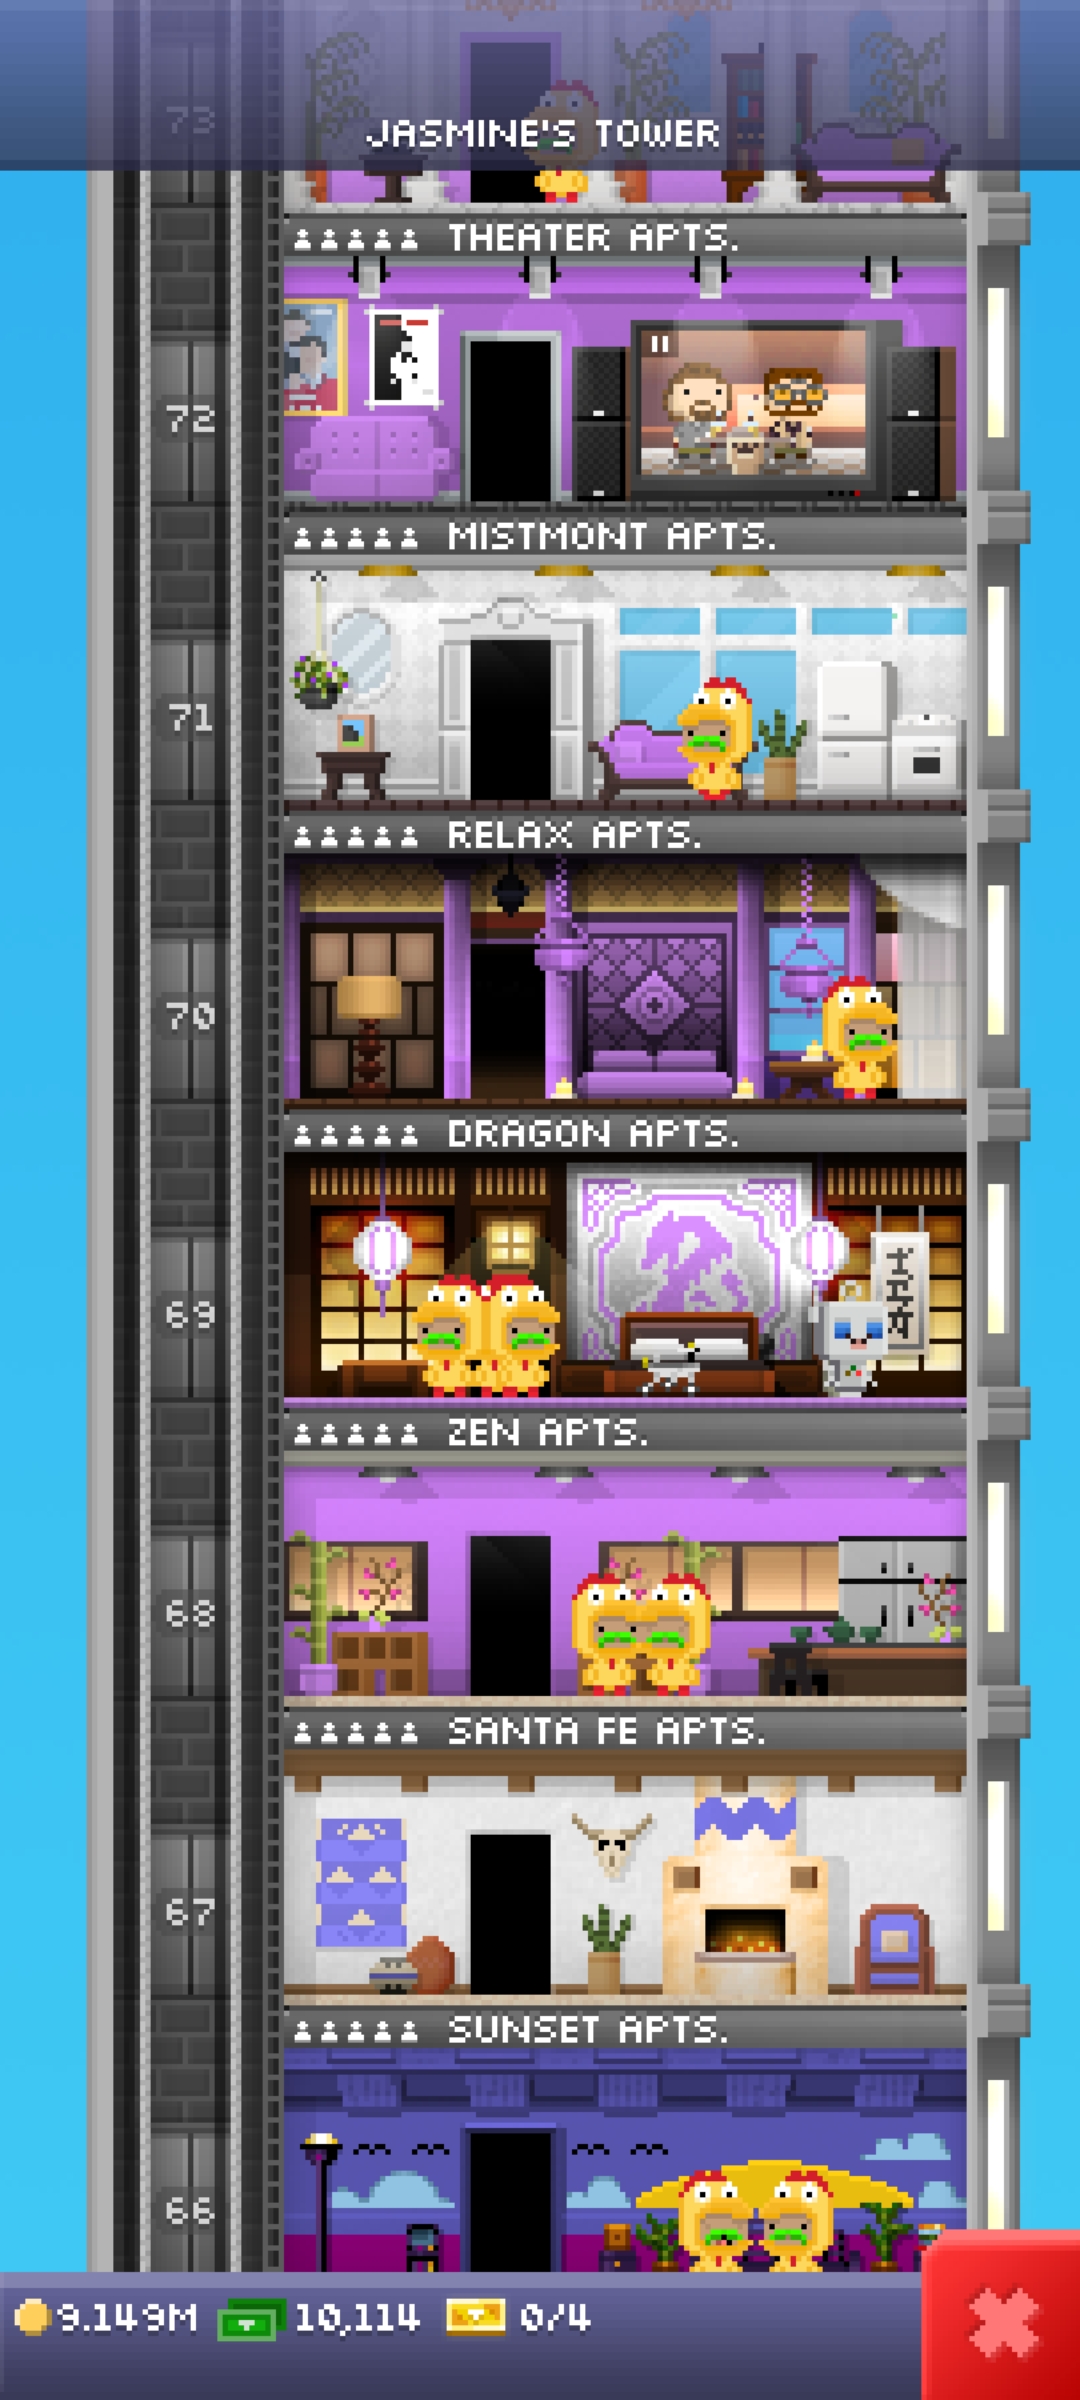 73
JASMINE'S TOWER
THEATER APTS.
72
MISTMONT APTS.
71
RELAX APTS.
70
DRAGON APTS.
69
ZEN APTS.
68
SANTA FE APTS.
67
SUNSET APTS.
66
9.149M 10,114 0/4